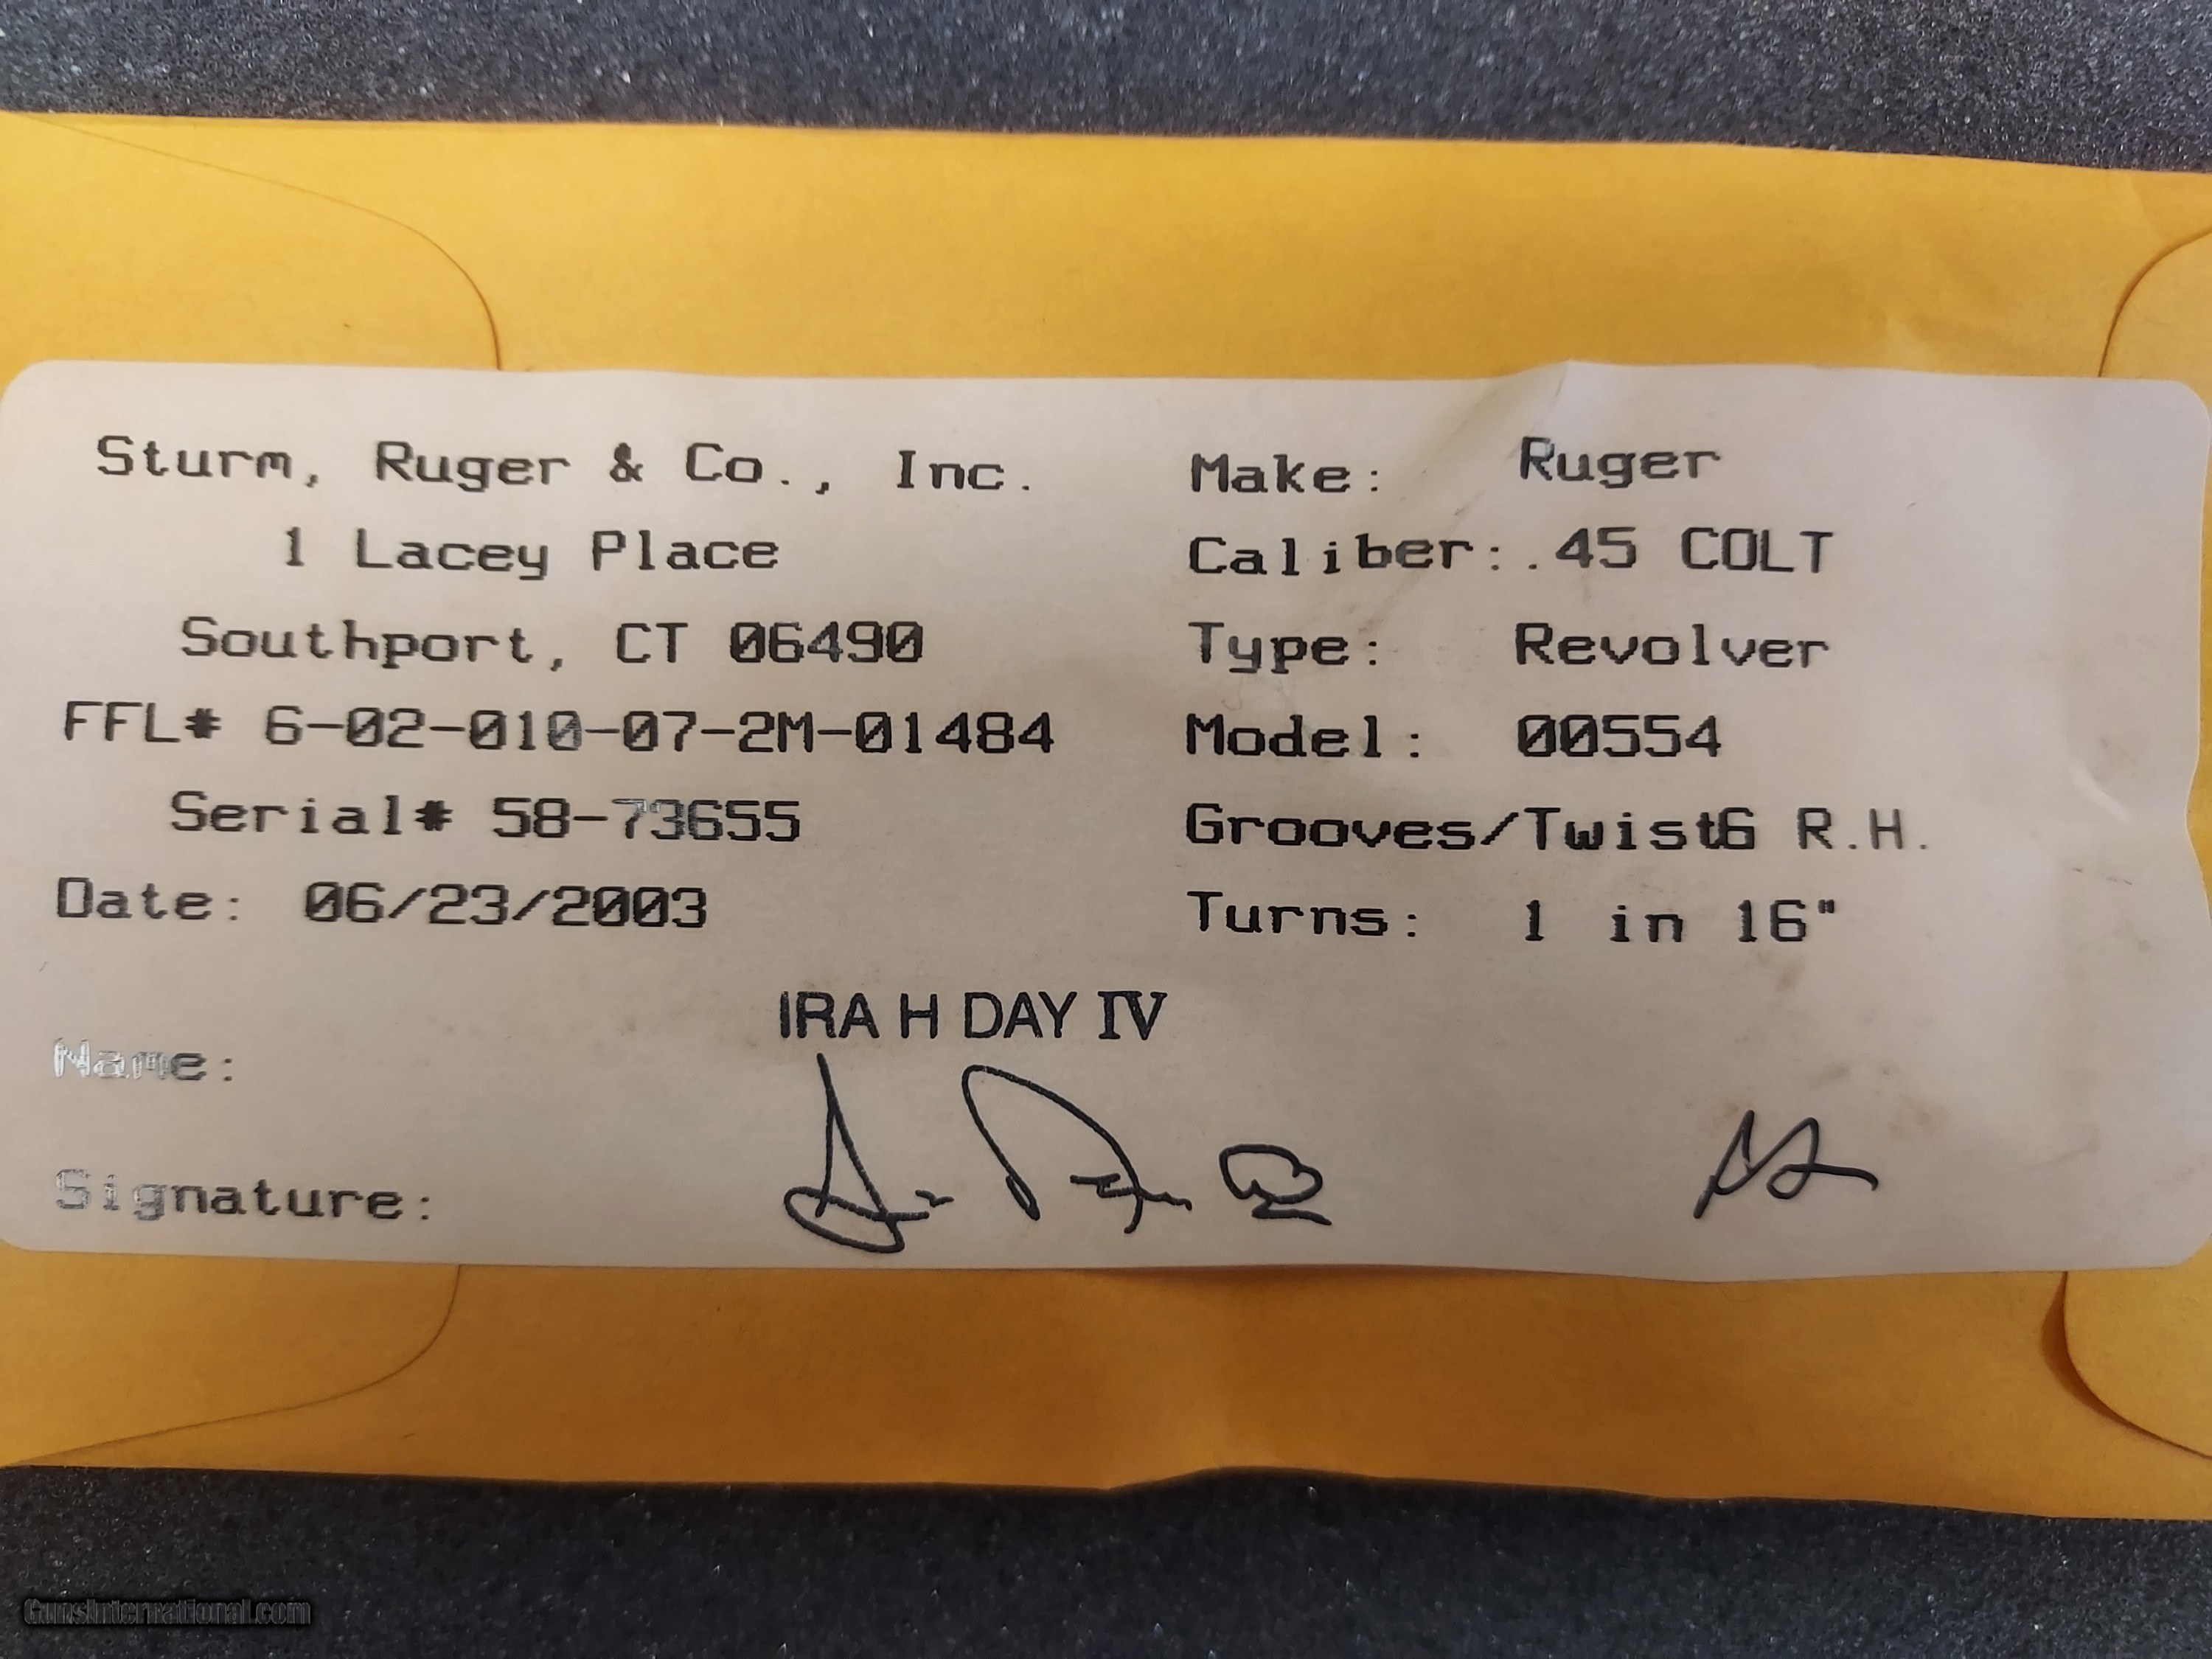 Sturm, Ruger & Co., Inc.
1 Lacey Place
Southport, CT 06490
FFL# 6-02-010-07-2M-01484
Serial# 58-73655
Date: 06/23/2003
Make: Ruger
Caliber: .45 COLT
Type: Revolver
Model: 00554
Grooves/Twist6 R.H.
Turns: 1 in 16"
Name: IRA H DAY IV
Signature:
GunsInternational.com